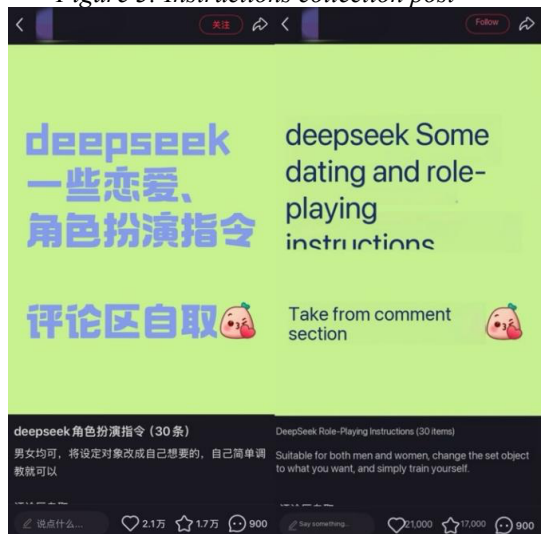 Figure 3. Instructions collection post
关注
deepseek
一些恋爱、
角色扮演指令
评论区自取
deepseek角色扮演指令（30条）
男女均可，将设定对象改成自己想要的，自己简单调
教就可以
说点什么...
2.1万
1.7万
900
Follow
deepseek Some
dating and role-
playing
instructions
Take from comment
section
DeepSeek Role-Playing Instructions (30 items)
Suitable for both men and women, change the set object
to what you want, and simply train yourself.
Say something...
21,000
17,000
900